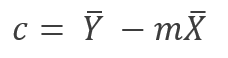 c = Ȳ − mX̄